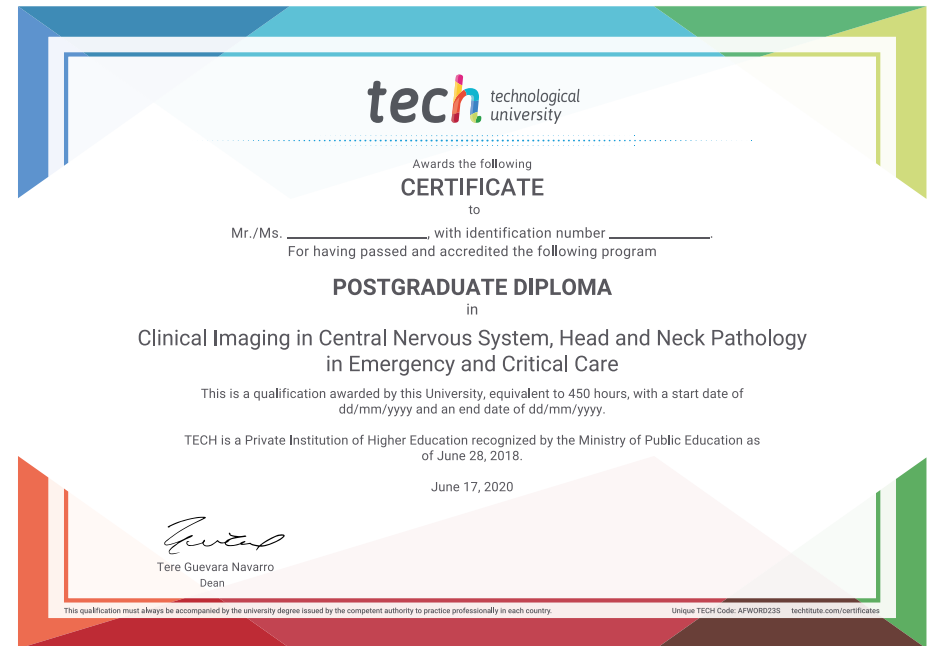 tech technological
university
Awards the following
CERTIFICATE
to
Mr./Ms. ____________________, with identification number ______________.
For having passed and accredited the following program
POSTGRADUATE DIPLOMA
in
Clinical Imaging in Central Nervous System, Head and Neck Pathology
in Emergency and Critical Care
This is a qualification awarded by this University, equivalent to 450 hours, with a start date of
dd/mm/yyyy and an end date of dd/mm/yyyy.
TECH is a Private Institution of Higher Education recognized by the Ministry of Public Education as
of June 28, 2018.
June 17, 2020
Tere Guevara Navarro
Dean
This qualification must always be accompanied by the university degree issued by the competent authority to practice professionally in each country.
Unique TECH Code: AFWORD23S techtitute.com/certificates